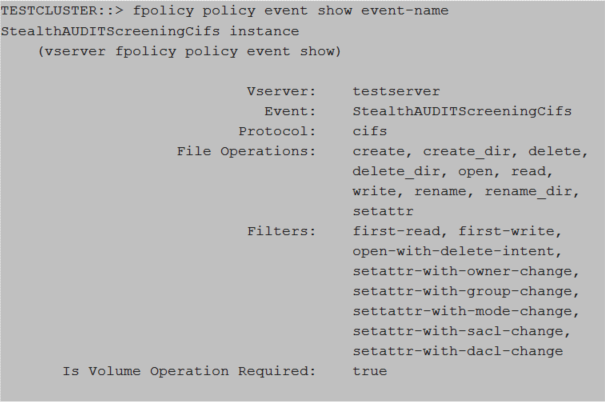 TESTCLUSTER::> fpolicy policy event show event-name
StealthAUDITScreeningCifs instance
(vserver fpolicy policy event show)
Vserver: testserver
Event: StealthAUDITScreeningCifs
Protocol: cifs
File Operations: create, create_dir, delete,
delete_dir, open, read,
write, rename, rename_dir,
setattr
Filters: first-read, first-write,
open-with-delete-intent,
setattr-with-owner-change,
setattr-with-group-change,
settattr-with-mode-change,
setattr-with-sacl-change,
setattr-with-dacl-change
Is Volume Operation Required: true